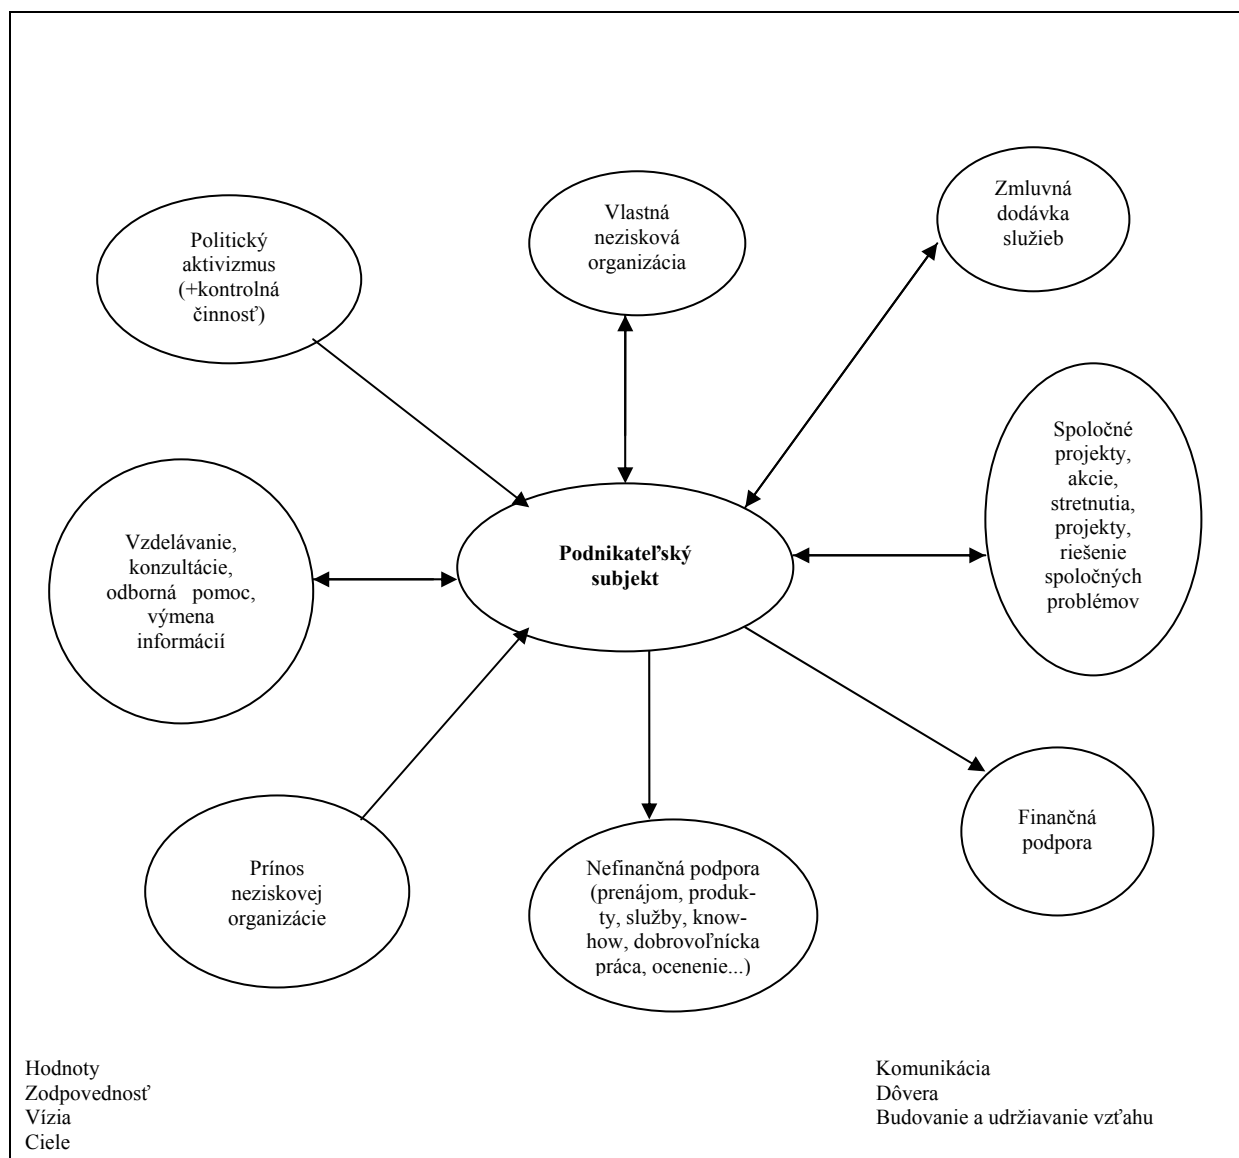 Zmluvná
dodávka
služieb
Vlastná
nezisková
organizácia
Politický
aktivizmus
(+kontrolná
činnosť)
Spoločné
projekty,
akcie,
stretnutia,
projekty,
riešenie
spoločných
problémov
Podnikateľský
subjekt
Vzdelávanie,
konzultácie,
odborná pomoc,
výmena
informácií
Finančná
podpora
Prínos
neziskovej
organizácie
Nefinančná podpora
(prenájom, produk-
ty, služby, know-
how, dobrovoľnícka
práca, ocenenie...)
Hodnoty
Zodpovednosť
Vízia
Ciele
Komunikácia
Dôvera
Budovanie a udržiavanie vzťahu